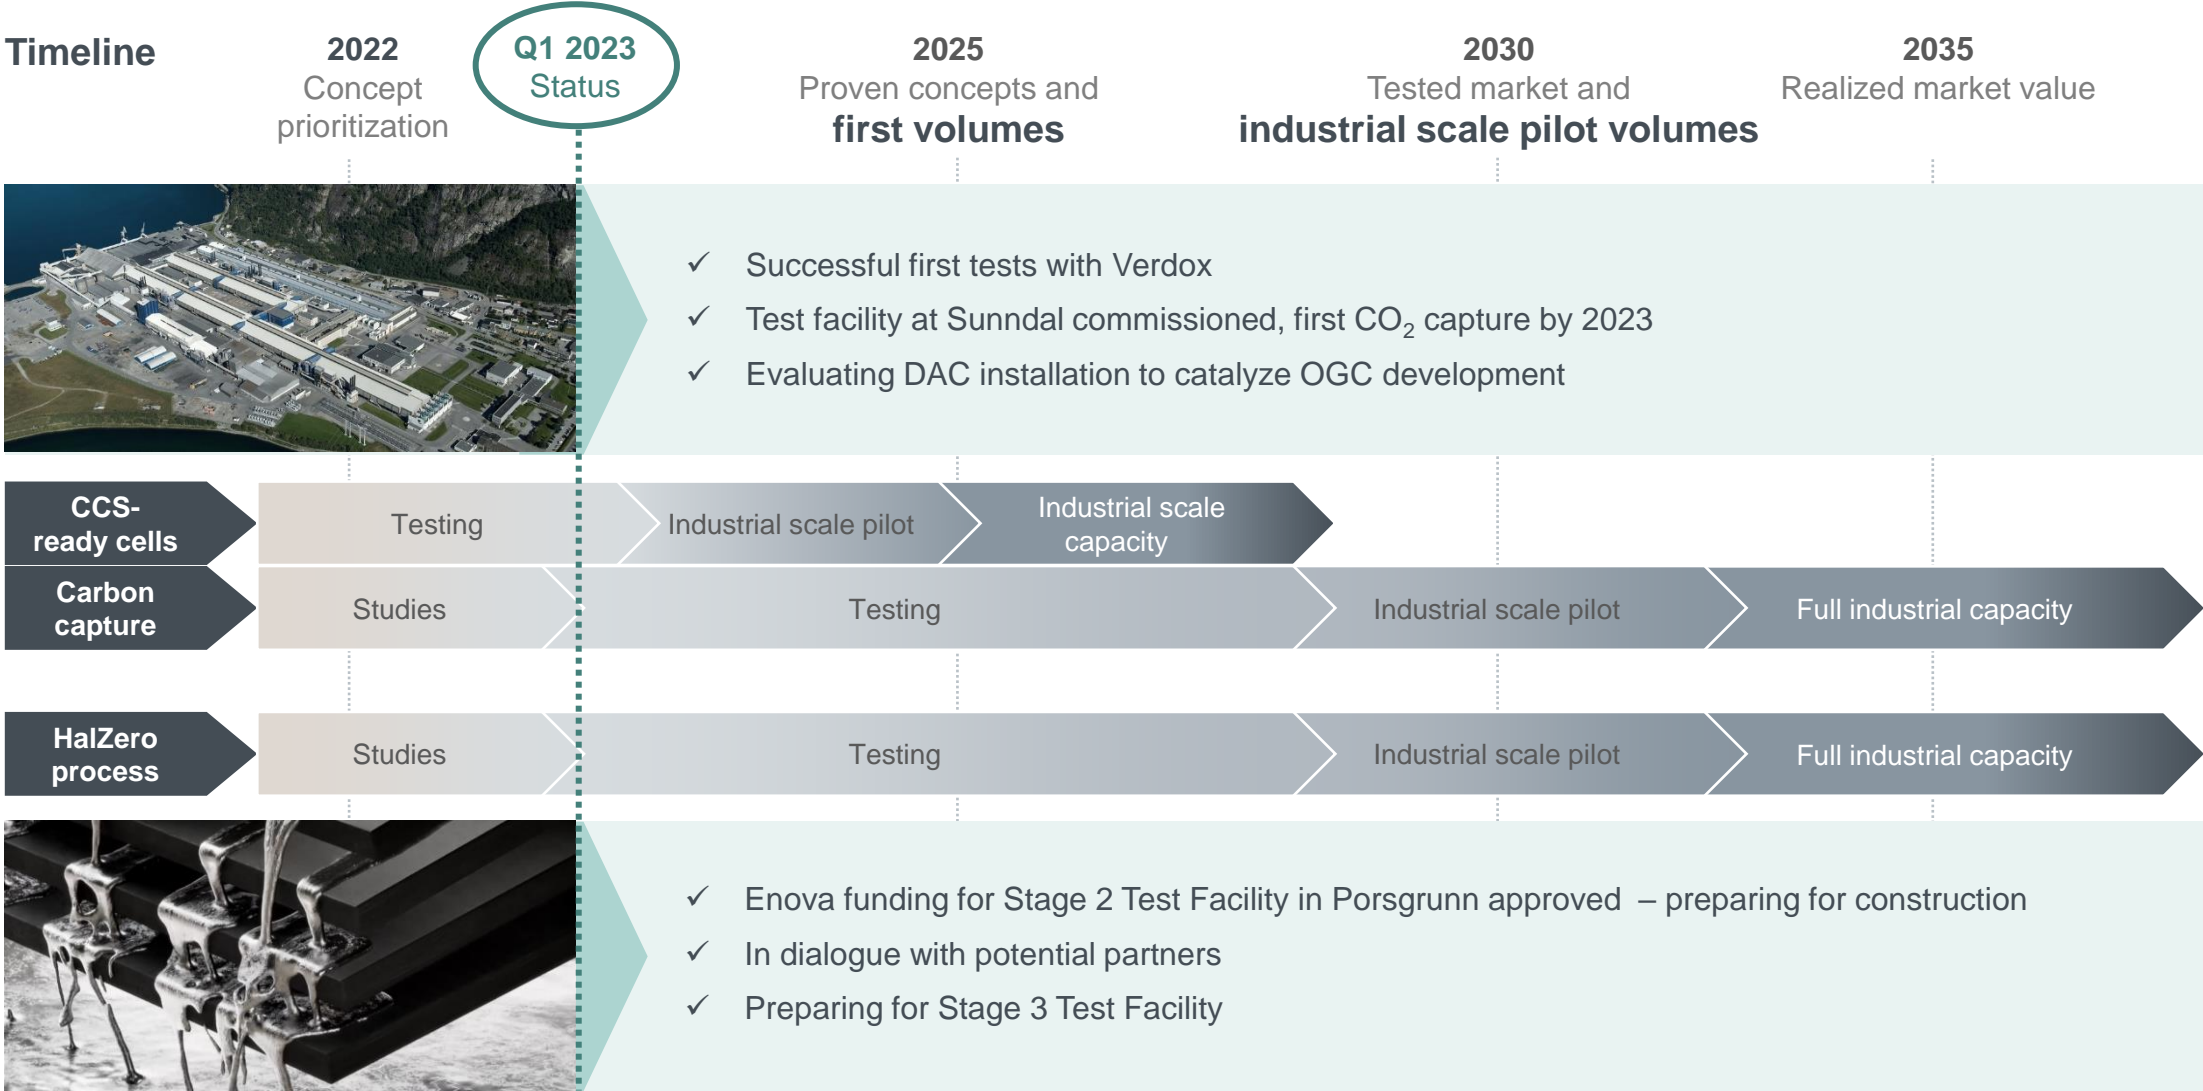 Timeline
2022
Concept
prioritization
Q1 2023
Status
2025
Proven concepts and
first volumes
2030
Tested market and
industrial scale pilot volumes
2035
Realized market value
✓ Successful first tests with Verdox
✓ Test facility at Sunndal commissioned, first CO₂ capture by 2023
✓ Evaluating DAC installation to catalyze OGC development
CCS-
ready cells
Testing
Industrial scale pilot
Industrial scale
capacity
Carbon
capture
Studies
Testing
Industrial scale pilot
Full industrial capacity
HalZero
process
Studies
Testing
Industrial scale pilot
Full industrial capacity
✓ Enova funding for Stage 2 Test Facility in Porsgrunn approved – preparing for construction
✓ In dialogue with potential partners
✓ Preparing for Stage 3 Test Facility